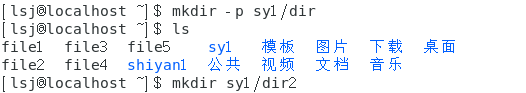 [lsj@localhost ~]$ mkdir -p sy1/dir
[lsj@localhost ~]$ ls
file1 file3 file5 sy1 模板 图片 下载 桌面
file2 file4 shiyan1 公共 视频 文档 音乐
[lsj@localhost ~]$ mkdir sy1/dir2